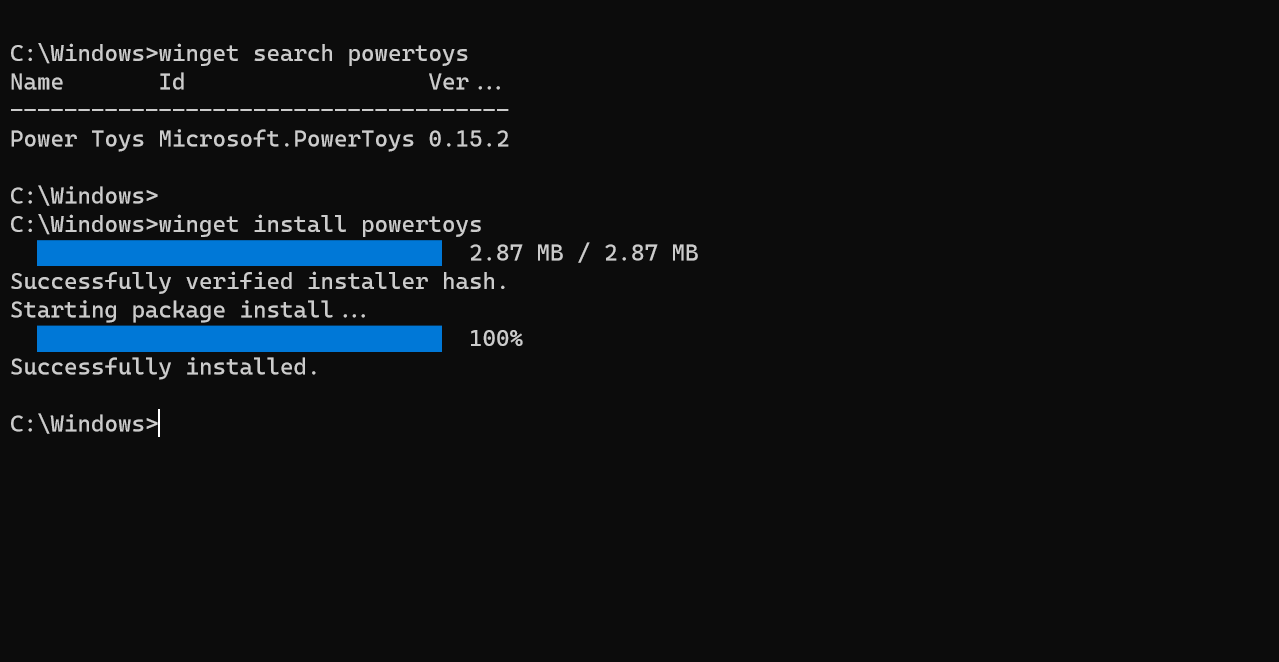 C:\Windows>winget search powertoys
Name       Id                  Ver...
-------------------------------------
Power Toys Microsoft.PowerToys 0.15.2
C:\Windows>
C:\Windows>winget install powertoys
2.87 MB / 2.87 MB
Successfully verified installer hash.
Starting package install...
100%
Successfully installed.
C:\Windows>